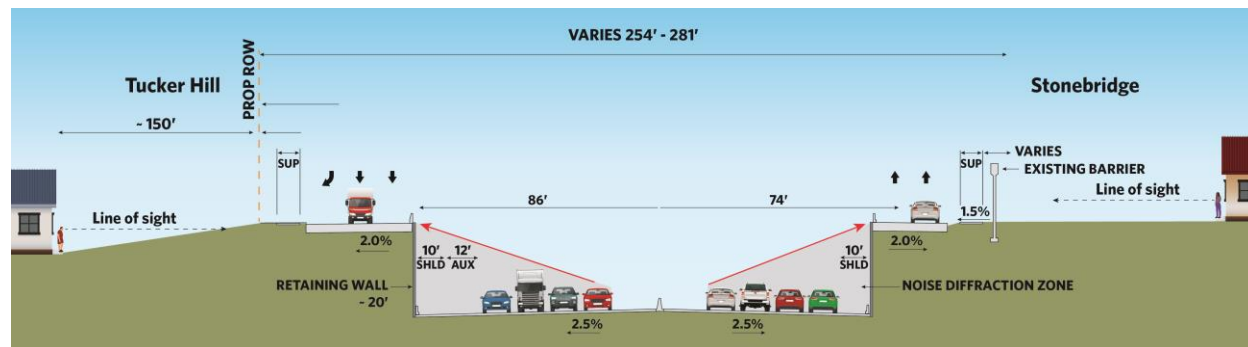 VARIES 254' - 281'
Tucker Hill
PROP ROW
Stonebridge
~ 150'
SUP
SUP
VARIES
EXISTING BARRIER
Line of sight
86'
74'
1.5%
Line of sight
2.0%
10'
SHLD
12'
AUX
10'
SHLD
2.0%
RETAINING WALL
~ 20'
NOISE DIFFRACTION ZONE
2.5%
2.5%